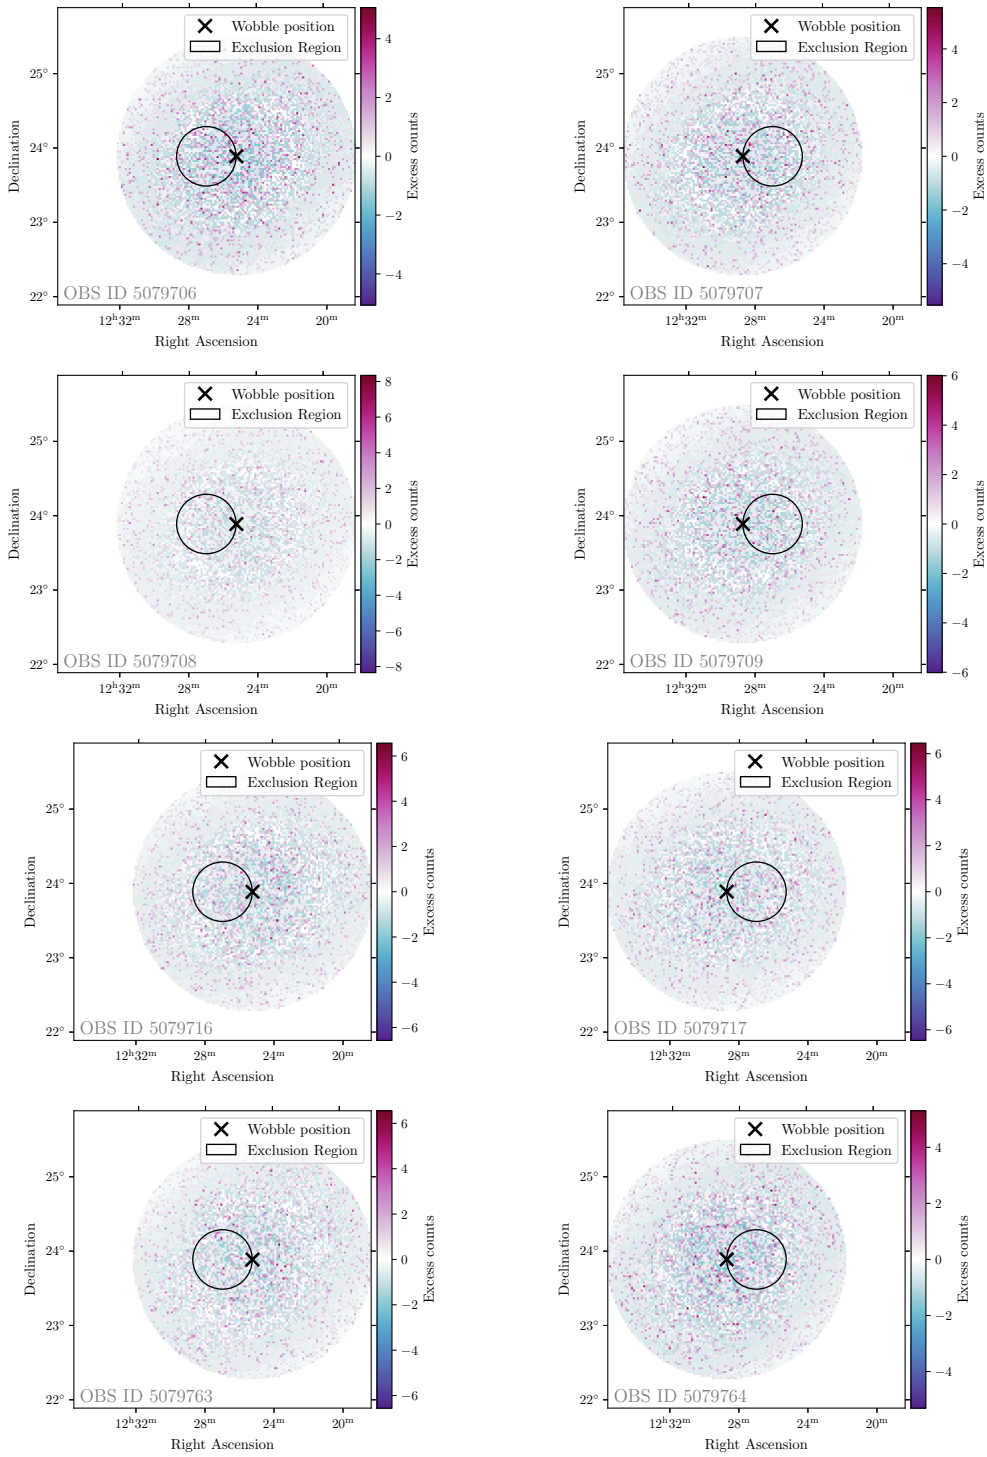 Wobble position
Exclusion Region
4
2
0
−2
−4
Excess counts
25°
24°
23°
22°
Declination
OBS ID 5079706
12ʰ32ᵐ 28ᵐ 24ᵐ 20ᵐ
Right Ascension
Wobble position
Exclusion Region
4
2
0
−2
−4
Excess counts
25°
24°
23°
22°
Declination
OBS ID 5079707
12ʰ32ᵐ 28ᵐ 24ᵐ 20ᵐ
Right Ascension
Wobble position
Exclusion Region
8
6
4
2
0
−2
−4
−6
−8
Excess counts
25°
24°
23°
22°
Declination
OBS ID 5079708
12ʰ32ᵐ 28ᵐ 24ᵐ 20ᵐ
Right Ascension
Wobble position
Exclusion Region
6
4
2
0
−2
−4
−6
Excess counts
25°
24°
23°
22°
Declination
OBS ID 5079709
12ʰ32ᵐ 28ᵐ 24ᵐ 20ᵐ
Right Ascension
Wobble position
Exclusion Region
6
4
2
0
−2
−4
−6
Excess counts
25°
24°
23°
22°
Declination
OBS ID 5079716
12ʰ32ᵐ 28ᵐ 24ᵐ 20ᵐ
Right Ascension
Wobble position
Exclusion Region
6
4
2
0
−2
−4
−6
Excess counts
25°
24°
23°
22°
Declination
OBS ID 5079717
12ʰ32ᵐ 28ᵐ 24ᵐ 20ᵐ
Right Ascension
Wobble position
Exclusion Region
6
4
2
0
−2
−4
−6
Excess counts
25°
24°
23°
22°
Declination
OBS ID 5079763
12ʰ32ᵐ 28ᵐ 24ᵐ 20ᵐ
Right Ascension
Wobble position
Exclusion Region
4
2
0
−2
−4
Excess counts
25°
24°
23°
22°
Declination
OBS ID 5079764
12ʰ32ᵐ 28ᵐ 24ᵐ 20ᵐ
Right Ascension